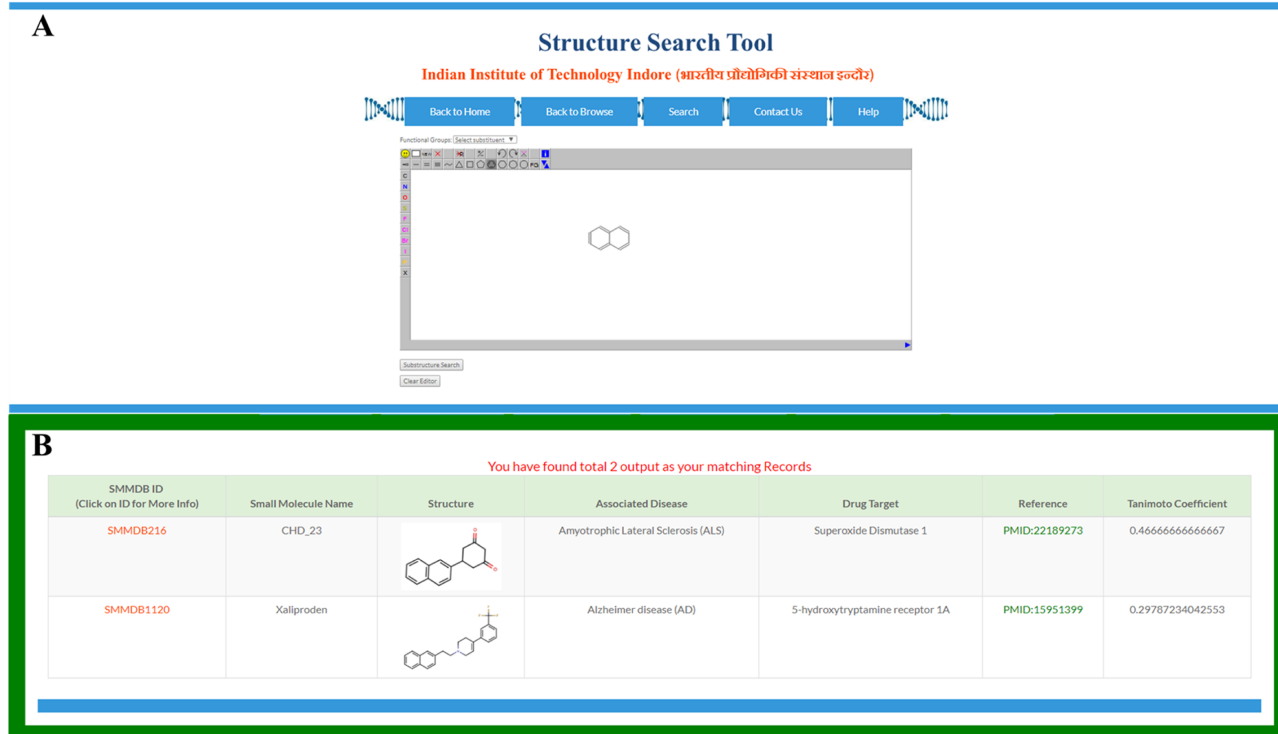 A
Structure Search Tool
Indian Institute of Technology Indore (भारतीय प्रौद्योगिकी संस्थान इन्दौर)
Back to Home Back to Browse Search Contact Us Help
Functional Groups: Select substituent
C
N
O
F
Cl
Br
I
X
Substructure Search
Clear Editor
B
You have found total 2 output as your matching Records
SMMDB ID
(Click on ID for More Info) Small Molecule Name Structure Associated Disease Drug Target Reference Tanimoto Coefficient
SMMDB216 CHD_23 Amyotrophic Lateral Sclerosis (ALS) Superoxide Dismutase 1 PMID:22189273 0.46666666666667
SMMDB1120 Xaliproden Alzheimer disease (AD) 5-hydroxytryptamine receptor 1A PMID:15951399 0.29787234042553